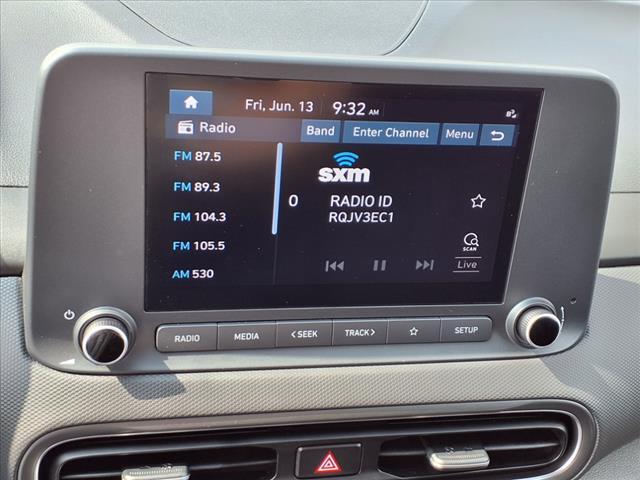 Fri, Jun. 13 9:32 AM
Radio Band Enter Channel Menu
FM 87.5
FM 89.3
FM 104.3
FM 105.5
AM 530
sxm
0 RADIO ID
RQJV3EC1
SCAN
Live
RADIO MEDIA < SEEK TRACK > SETUP